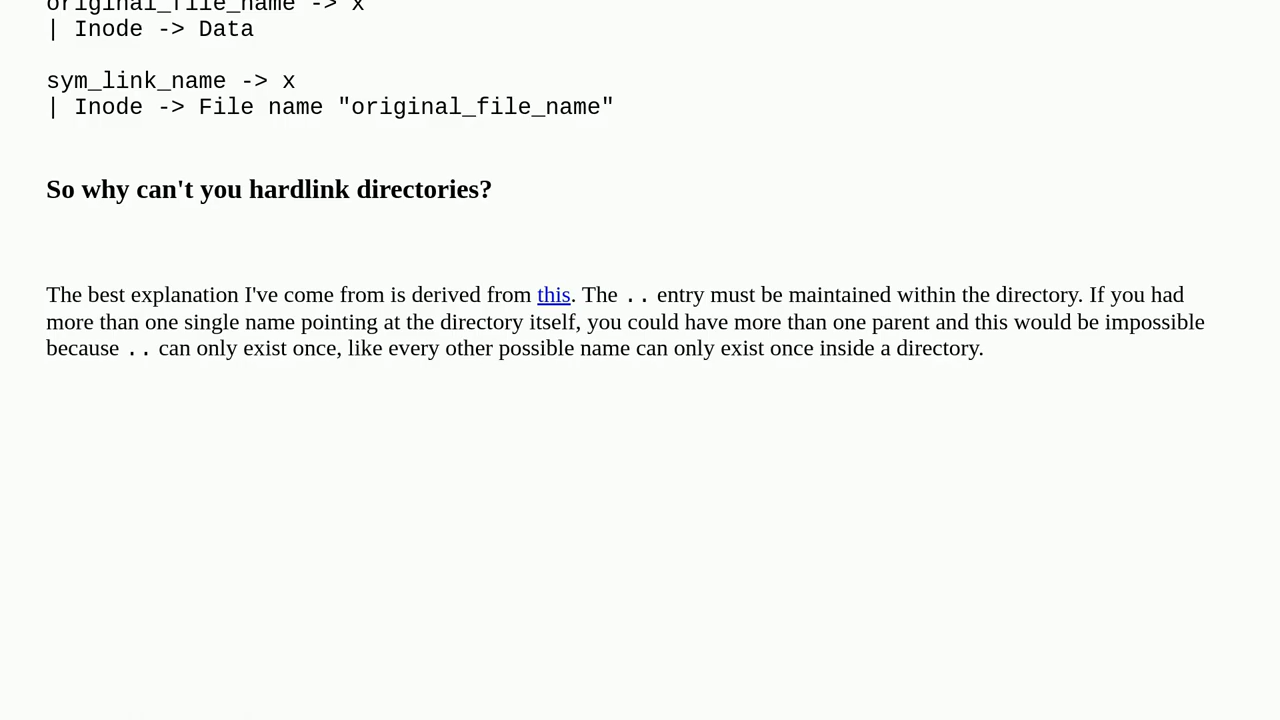 original_file_name -> x
| Inode -> Data
sym_link_name -> x
| Inode -> File name "original_file_name"
So why can't you hardlink directories?
The best explanation I've come from is derived from this. The .. entry must be maintained within the directory. If you had
more than one single name pointing at the directory itself, you could have more than one parent and this would be impossible
because .. can only exist once, like every other possible name can only exist once inside a directory.